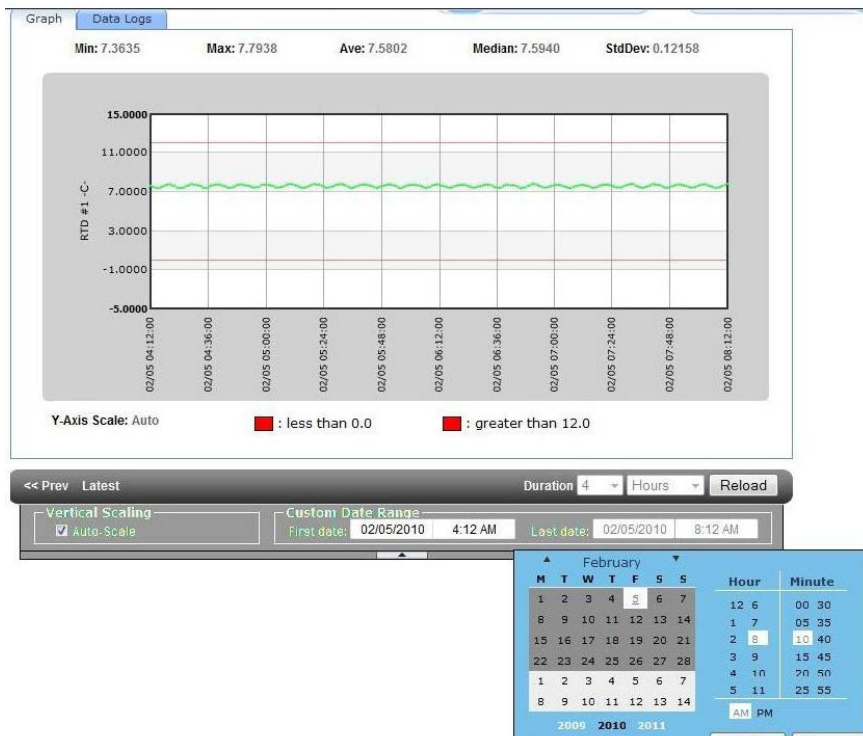 Graph Data Logs
Min: 7.3635 Max: 7.7938 Ave: 7.5802 Median: 7.5940 StdDev: 0.12158
RTD #1 -C-
15.0000
11.0000
7.0000
3.0000
-1.0000
-5.0000
02/05 04:12:00
02/05 04:36:00
02/05 05:00:00
02/05 05:24:00
02/05 05:48:00
02/05 06:12:00
02/05 06:36:00
02/05 07:00:00
02/05 07:24:00
02/05 07:48:00
02/05 08:12:00
Y-Axis Scale: Auto : less than 0.0 : greater than 12.0
<< Prev Latest Duration 4 Hours Reload
Vertical Scaling Custom Date Range
Auto-Scale First date: 02/05/2010 4:12 AM Last date: 02/05/2010 8:12 AM
February
M T W T F S S
1 2 3 4 5 6 7
8 9 10 11 12 13 14
15 16 17 18 19 20 21
22 23 24 25 26 27 28
1 2 3 4 5 6 7
8 9 10 11 12 13 14
2009 2010 2011
Hour Minute
12 6 00 30
1 7 05 35
2 8 10 40
3 9 15 45
4 10 20 50
5 11 25 55
AM PM